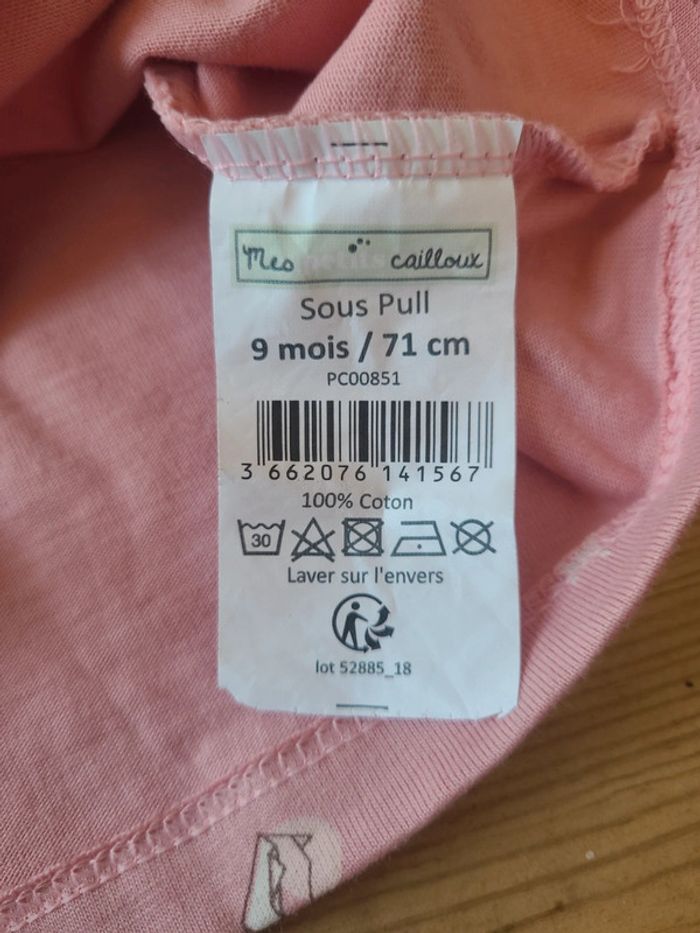 Mes petits cailloux
Sous Pull
9 mois / 71 cm
PC00851
3 662076 141567
100% Coton
30
Laver sur l'envers
lot 52885_18